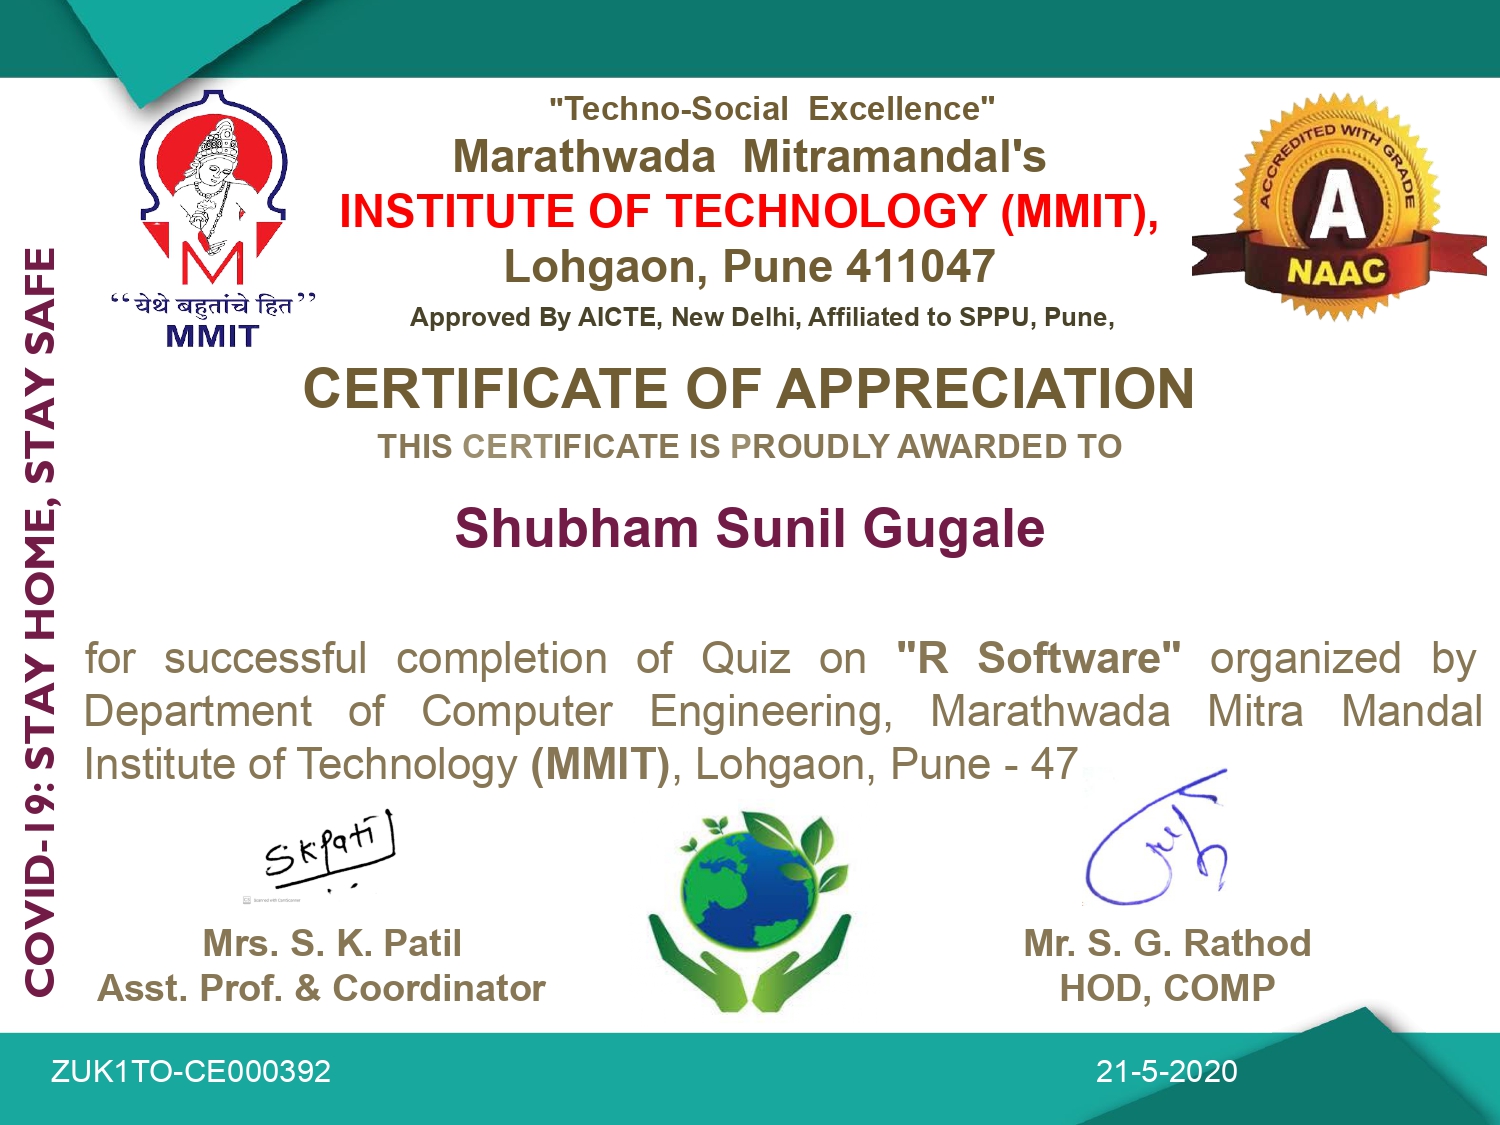 "Techno-Social Excellence"
Marathwada Mitramandal's
INSTITUTE OF TECHNOLOGY (MMIT),
Lohgaon, Pune 411047
Approved By AICTE, New Delhi, Affiliated to SPPU, Pune,
“येथे बहुतांचे हित”
MMIT
ACCREDITED WITH GRADE
A
NAAC
CERTIFICATE OF APPRECIATION
THIS CERTIFICATE IS PROUDLY AWARDED TO
Shubham Sunil Gugale
for successful completion of Quiz on "R Software" organized by
Department of Computer Engineering, Marathwada Mitra Mandal
Institute of Technology (MMIT), Lohgaon, Pune - 47
SKPati
Mrs. S. K. Patil
Asst. Prof. & Coordinator
Mr. S. G. Rathod
HOD, COMP
COVID-19: STAY HOME, STAY SAFE
ZUK1TO-CE000392
21-5-2020